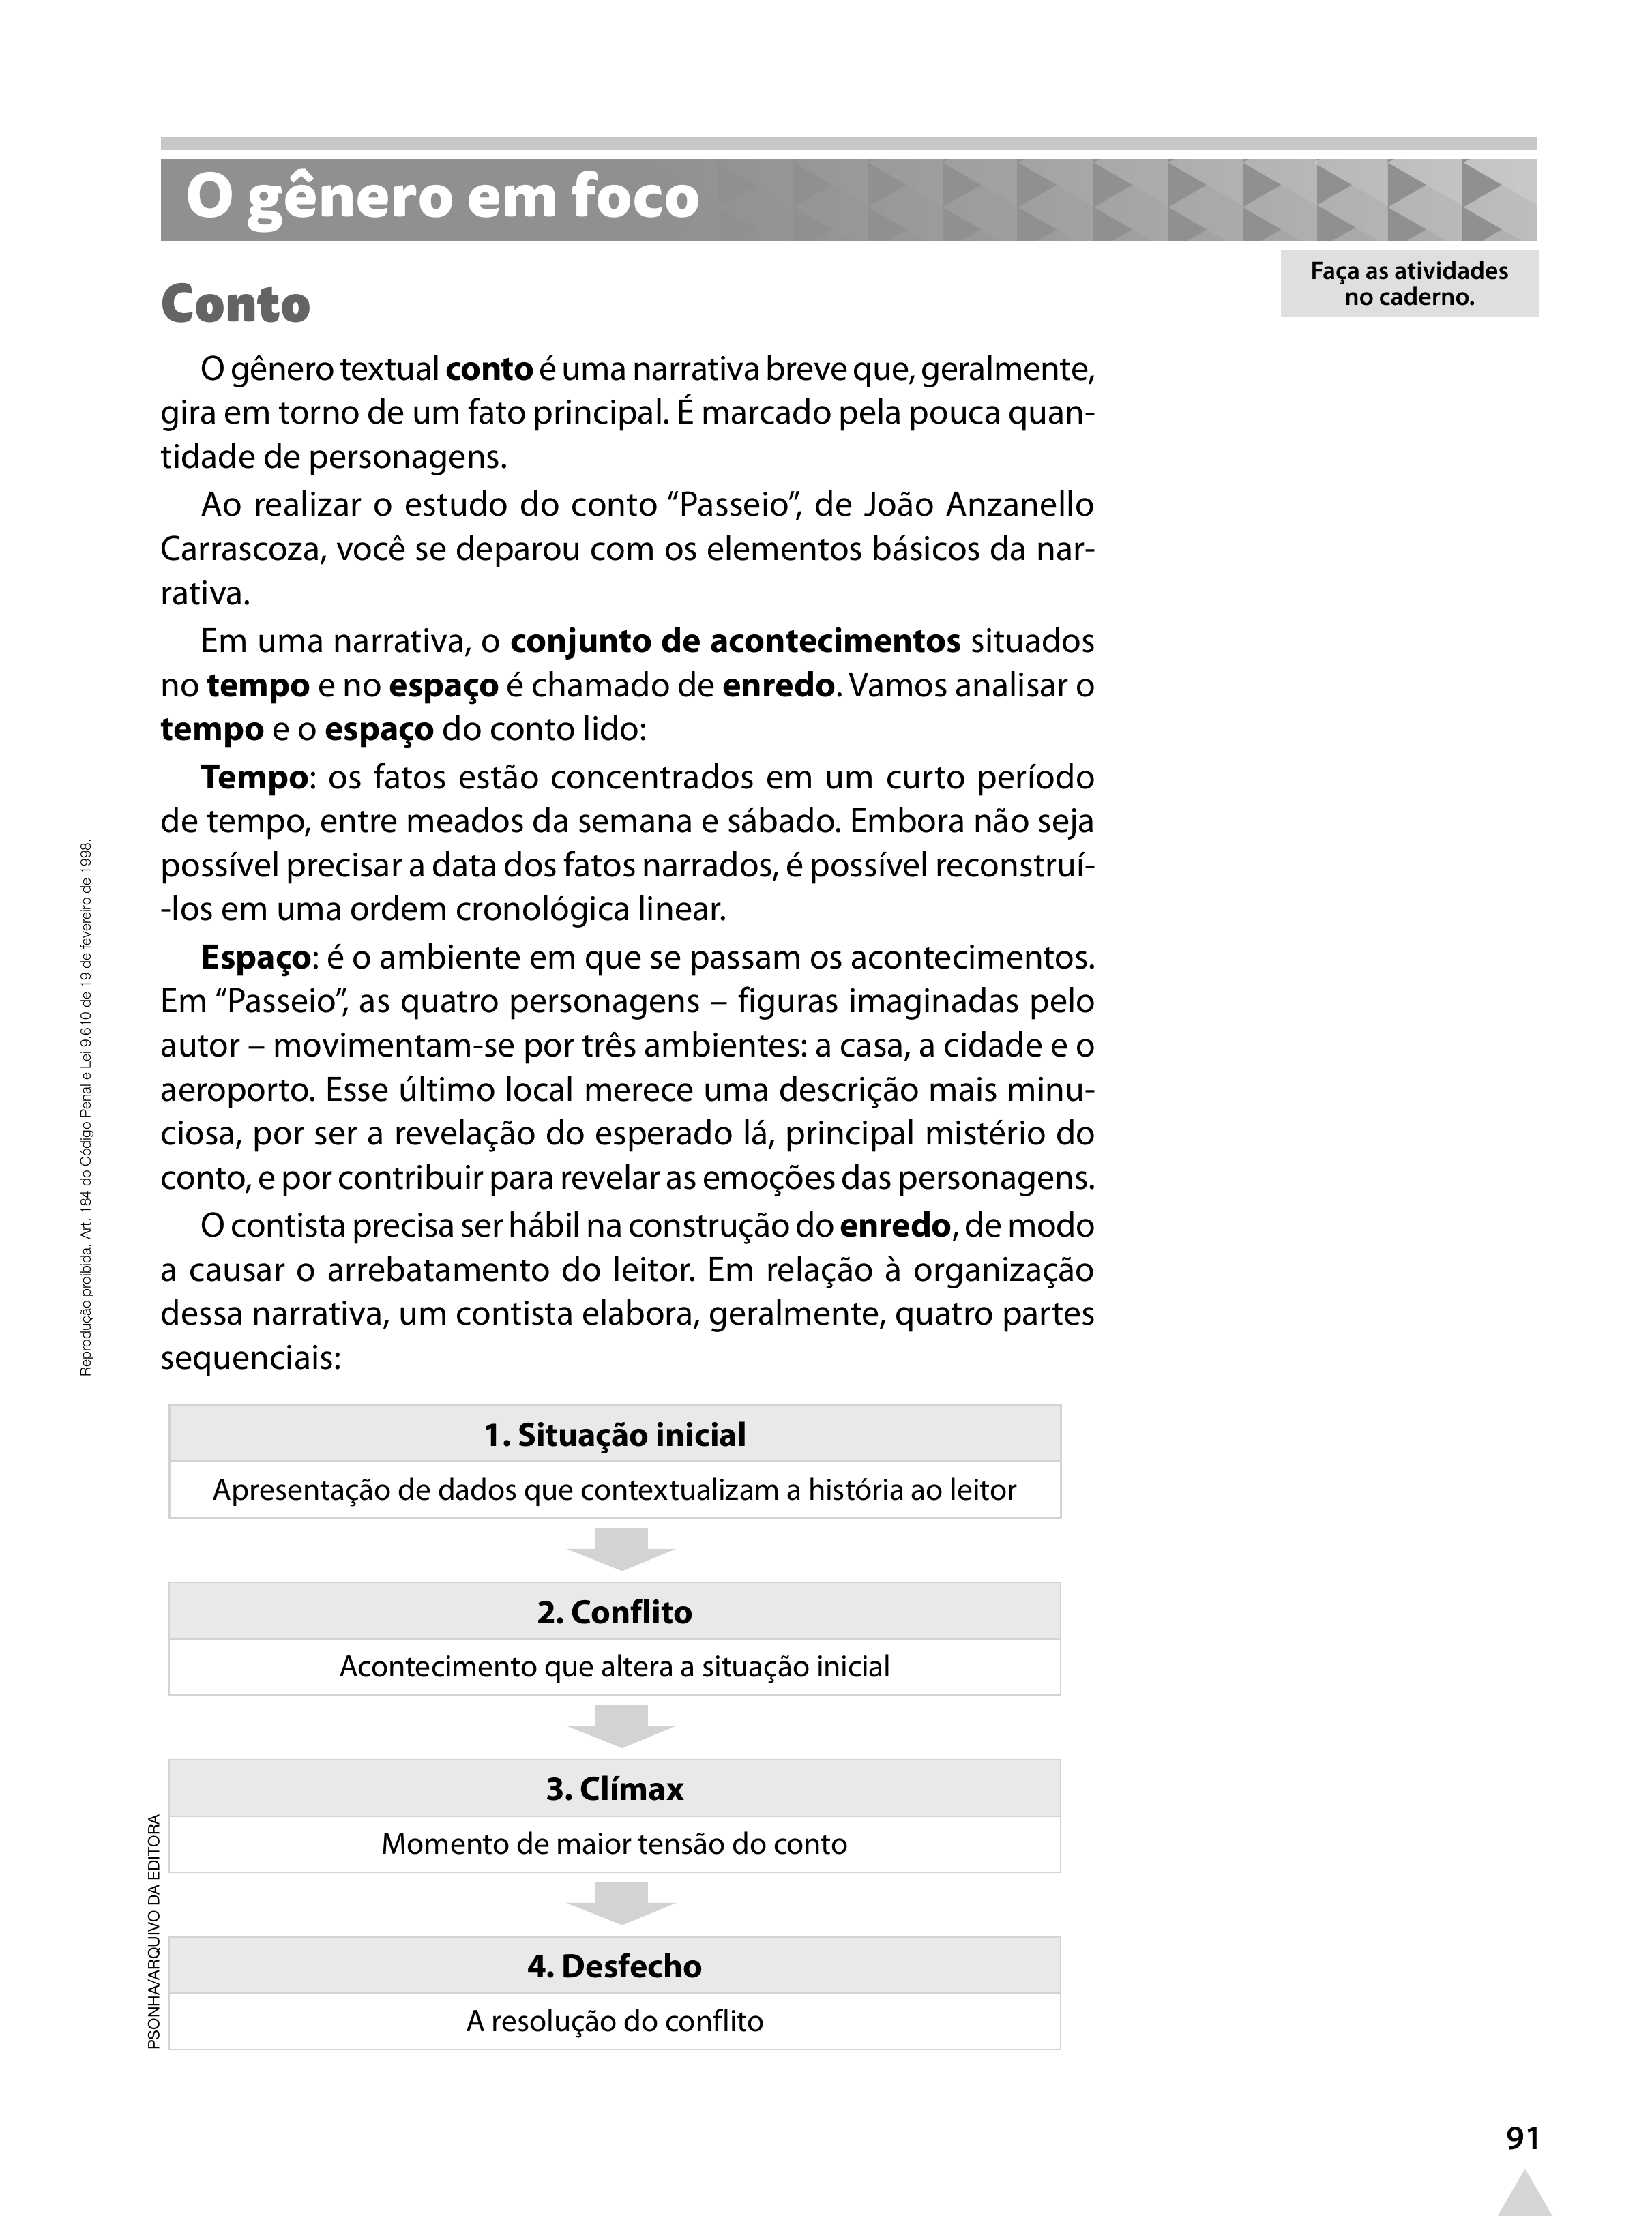 O gênero em foco
Faça as atividades
no caderno.
Conto
O gênero textual conto é uma narrativa breve que, geralmente,
gira em torno de um fato principal. É marcado pela pouca quan-
tidade de personagens.
Ao realizar o estudo do conto “Passeio”, de João Anzanello
Carrascoza, você se deparou com os elementos básicos da nar-
rativa.
Em uma narrativa, o conjunto de acontecimentos situados
no tempo e no espaço é chamado de enredo. Vamos analisar o
tempo e o espaço do conto lido:
Tempo: os fatos estão concentrados em um curto período
de tempo, entre meados da semana e sábado. Embora não seja
possível precisar a data dos fatos narrados, é possível reconstruí-
-los em uma ordem cronológica linear.
Espaço: é o ambiente em que se passam os acontecimentos.
Em “Passeio”, as quatro personagens – figuras imaginadas pelo
autor – movimentam-se por três ambientes: a casa, a cidade e o
aeroporto. Esse último local merece uma descrição mais minu-
ciosa, por ser a revelação do esperado lá, principal mistério do
conto, e por contribuir para revelar as emoções das personagens.
O contista precisa ser hábil na construção do enredo, de modo
a causar o arrebatamento do leitor. Em relação à organização
dessa narrativa, um contista elabora, geralmente, quatro partes
sequenciais:
1. Situação inicial
Apresentação de dados que contextualizam a história ao leitor
2. Conflito
Acontecimento que altera a situação inicial
3. Clímax
Momento de maior tensão do conto
4. Desfecho
A resolução do conflito
Reprodução proibida. Art. 184 do Código Penal e Lei 9.610 de 19 de fevereiro de 1998.
PSONHA/ARQUIVO DA EDITORA
91